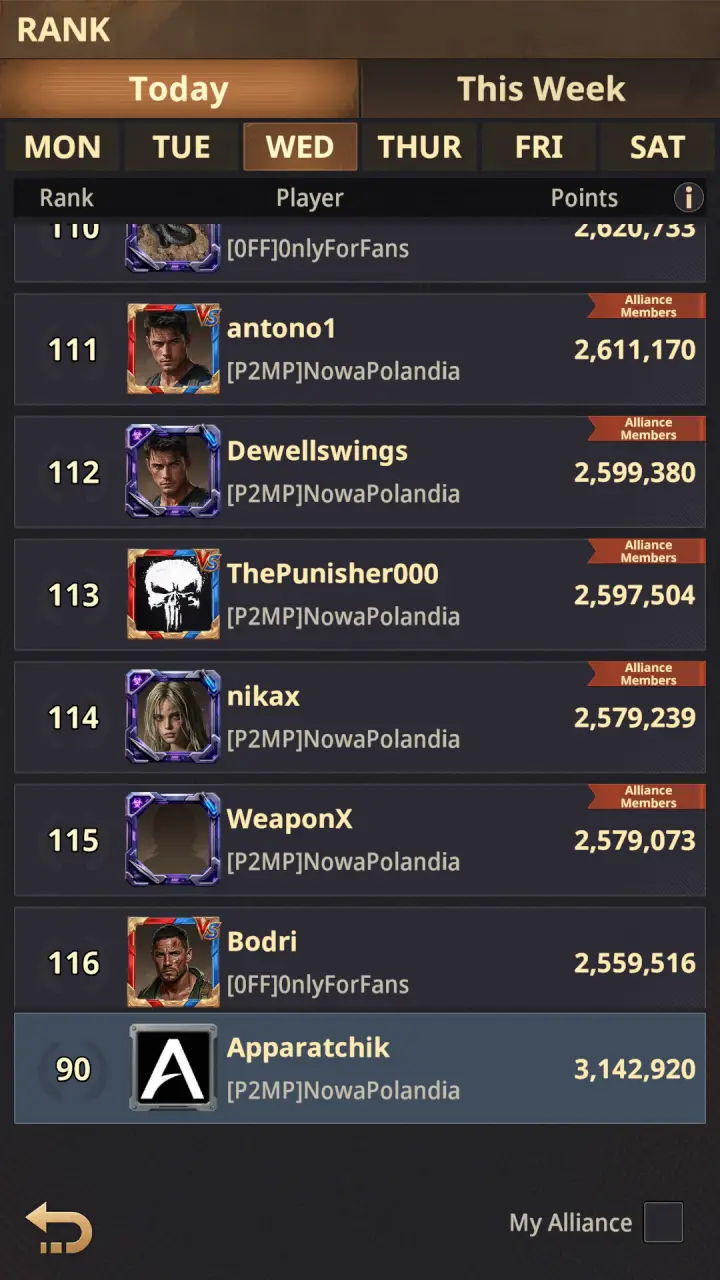 RANK
Today
This Week
MON
TUE
WED
THUR
FRI
SAT
Rank
Player
Points
i
110
2,620,733
[0FF]0nlyForFans
Alliance
Members
111
VS
antono1
2,611,170
[P2MP]NowaPolandia
Alliance
Members
112
Dewellswings
2,599,380
[P2MP]NowaPolandia
Alliance
Members
113
VS
ThePunisher000
2,597,504
[P2MP]NowaPolandia
Alliance
Members
114
nikax
2,579,239
[P2MP]NowaPolandia
Alliance
Members
115
WeaponX
2,579,073
[P2MP]NowaPolandia
116
VS
Bodri
2,559,516
[0FF]0nlyForFans
90
A
Apparatchik
3,142,920
[P2MP]NowaPolandia
My Alliance